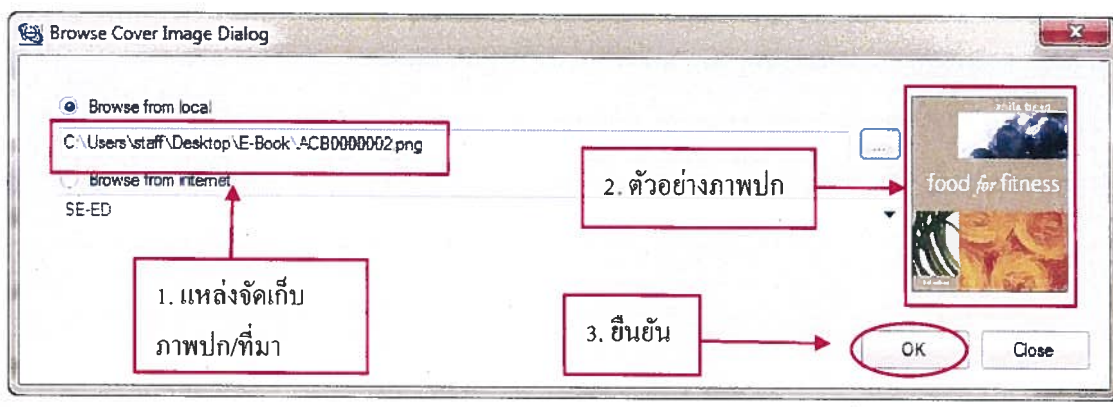 Browse Cover Image Dialog
Browse from local
C:\Users\staff\Desktop\E-Book\ACB0000002.png
...
Browse from internet
SE-ED
1. แหล่งจัดเก็บ
ภาพปก/ที่มา
2. ตัวอย่างภาพปก
food for fitness
3. ยืนยัน
OK
Close